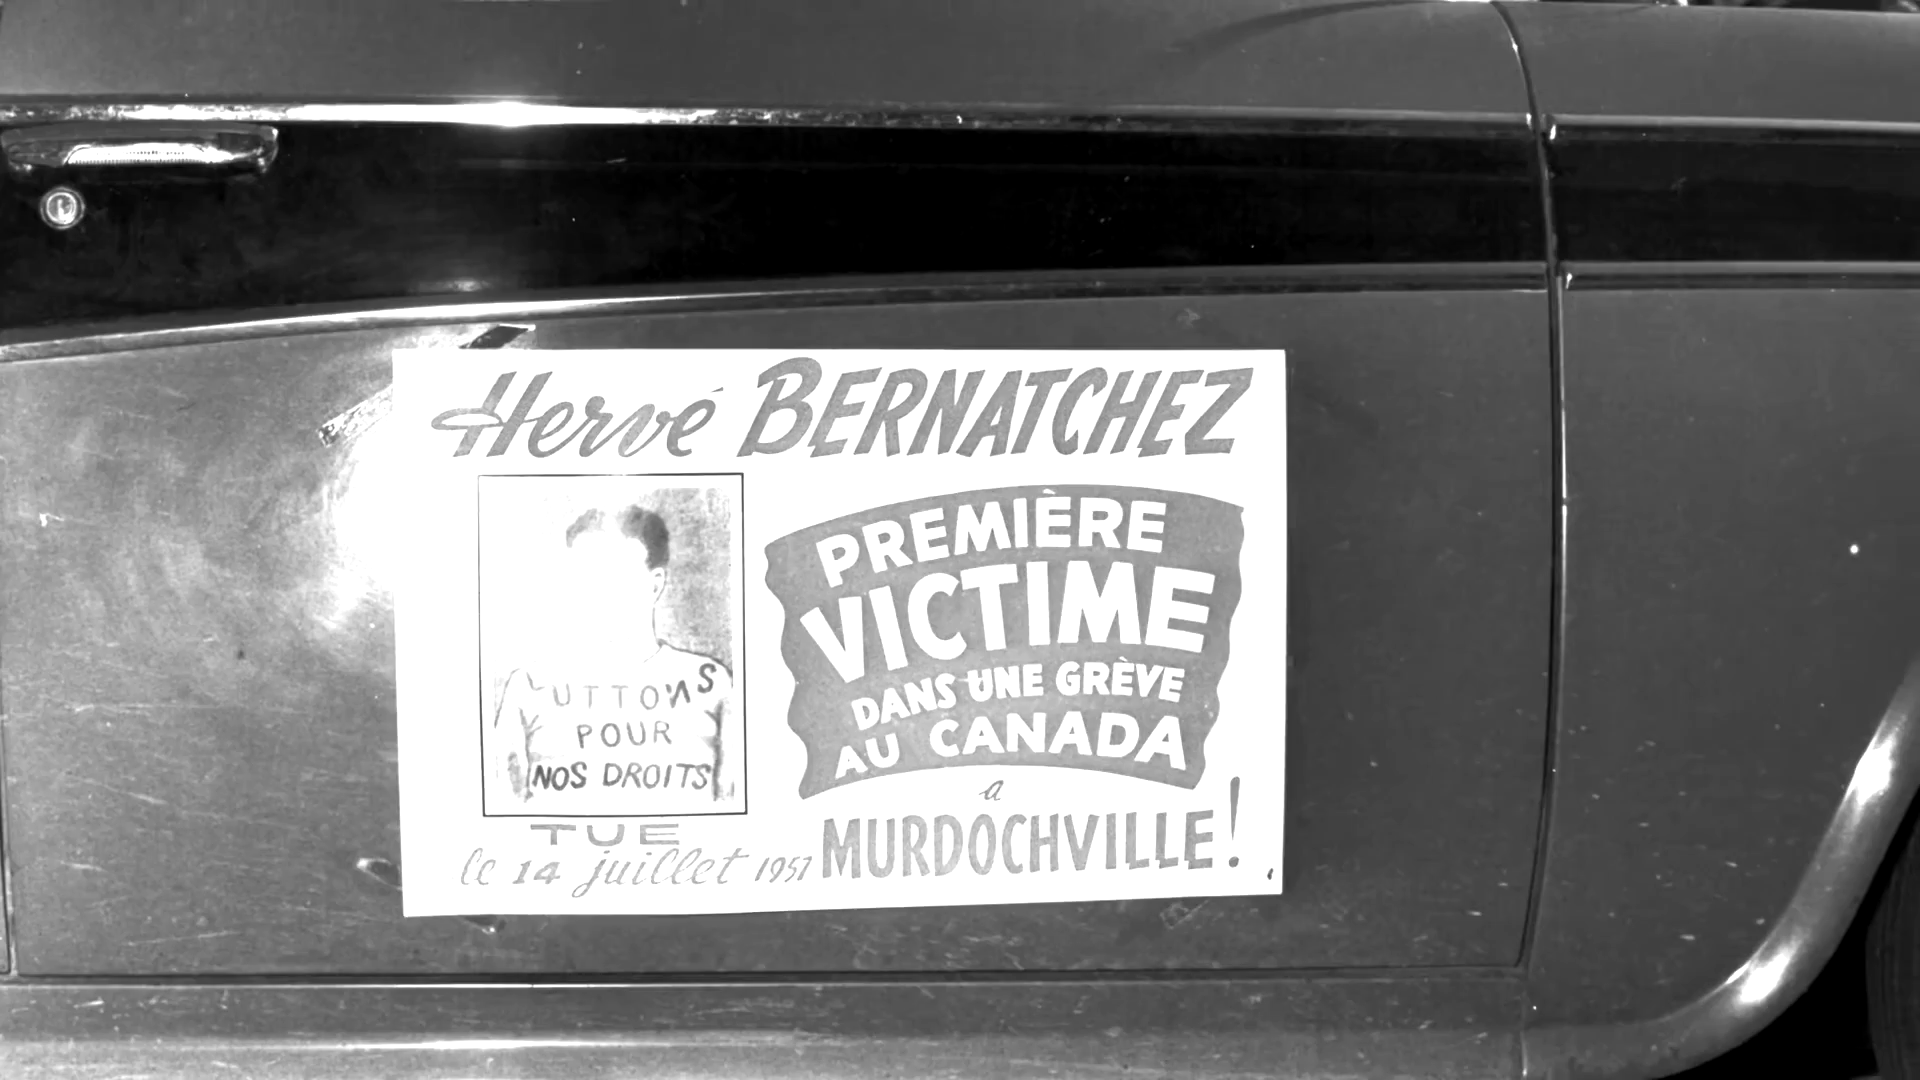 Hervé BERNATCHEZ
PREMIÈRE
VICTIME
DANS UNE GRÈVE
AU CANADA
LUTTONS
POUR
NOS DROITS
TUE
le 14 juillet 1957
a
MURDOCHVILLE!